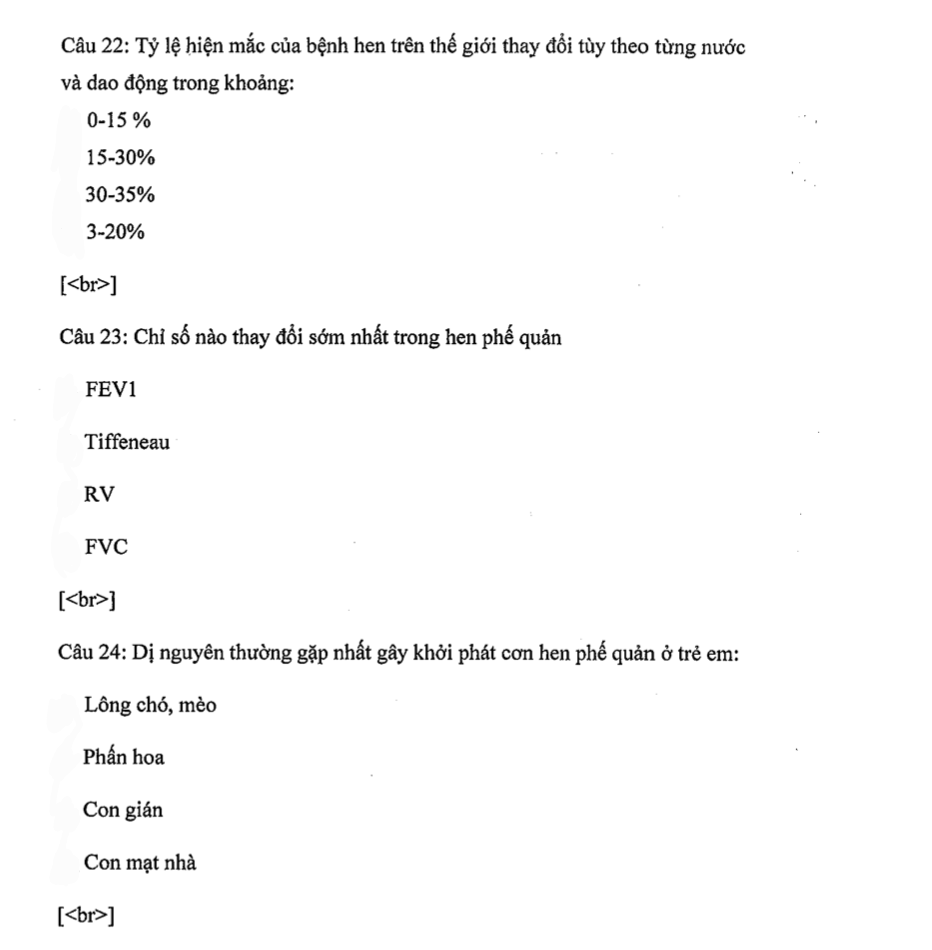 Câu 22: Tỷ lệ hiện mắc của bệnh hen trên thế giới thay đổi tùy theo từng nước
và dao động trong khoảng:
0-15 %
15-30%
30-35%
3-20%
[<br>]
Câu 23: Chỉ số nào thay đổi sớm nhất trong hen phế quản
FEV1
Tiffeneau
RV
FVC
[<br>]
Câu 24: Dị nguyên thường gặp nhất gây khởi phát cơn hen phế quản ở trẻ em:
Lông chó, mèo
Phấn hoa
Con gián
Con mạt nhà
[<br>]